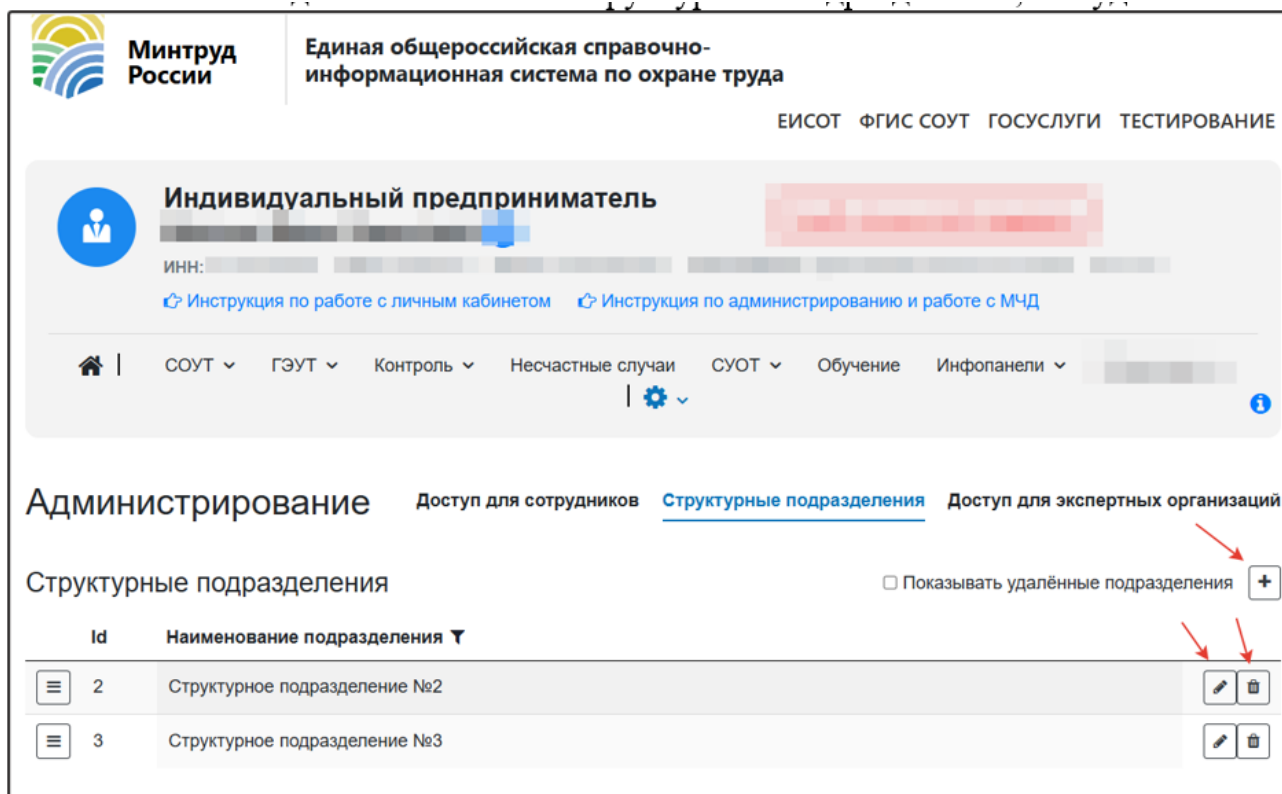 Минтруд России
Единая общероссийская справочно-
информационная система по охране труда
ЕИСОТ ФГИС СОУТ ГОСУСЛУГИ ТЕСТИРОВАНИЕ
Индивидуальный предприниматель
ИНН:
Инструкция по работе с личным кабинетом Инструкция по администрированию и работе с МЧД
СОУТ ГЭУТ Контроль Несчастные случаи СУОТ Обучение Инфопанели
Администрирование Доступ для сотрудников Структурные подразделения Доступ для экспертных организаций
Структурные подразделения Показывать удалённые подразделения +
Id Наименование подразделения
2 Структурное подразделение №2
3 Структурное подразделение №3